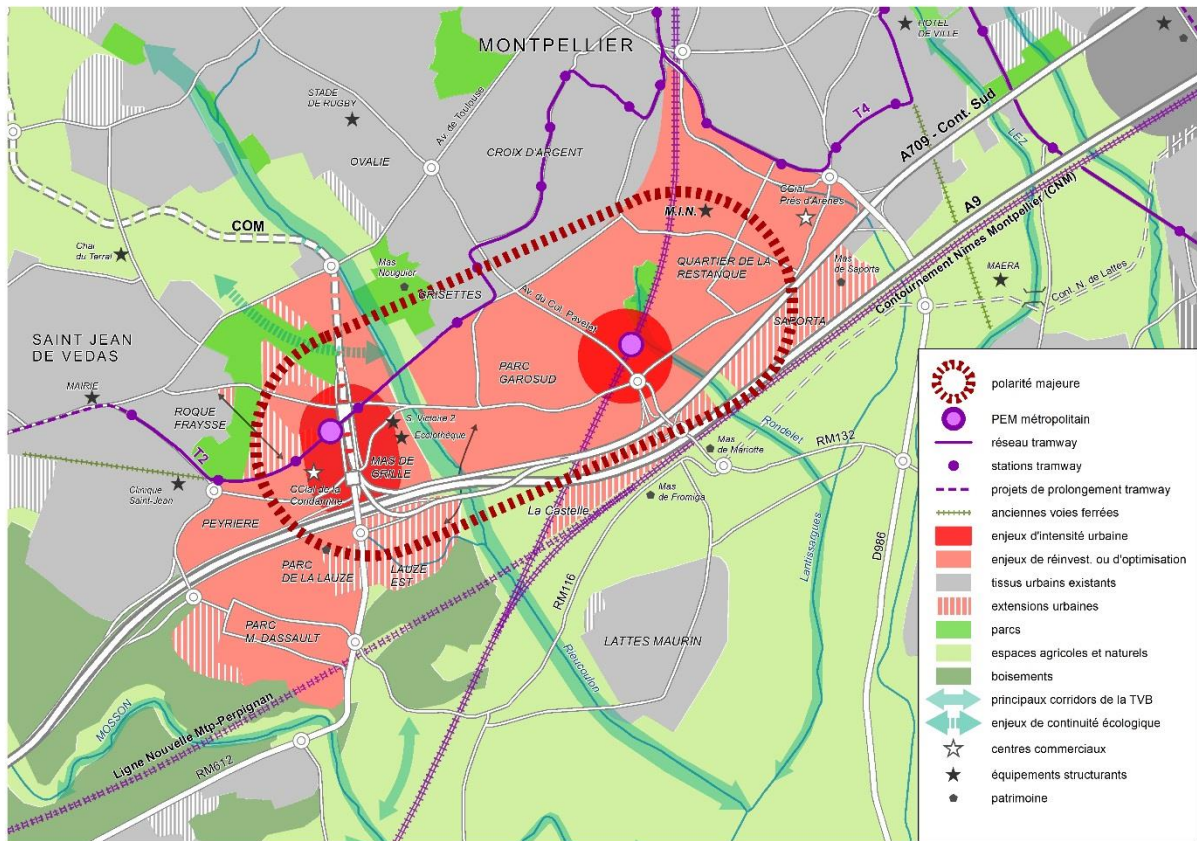 MONTPELLIER
HOTEL
DE VILLE
STADE
DE RUGBY
Av. de Toulouse
T4
A709 - Cont. Sud
LEZ
OVALIE
CROIX D'ARGENT
CCial
Prés d'Arènes
M.I.N.
A9
Contournement Nîmes Montpellier (CNM)
COM
Chai
du Terral
Mas
Nouguier
GRISETTES
QUARTIER DE LA
RESTANQUE
Mas
de Saporta
MAERA
Cont. N. de Lattes
Av. du Col. Pavelet
SAPORTA
SAINT JEAN
DE VEDAS
MAIRIE
PARC
GAROSUD
ROQUE
FRAYSSE
S. Victoire 2
Ecolothèque
T2
MAS DE
GRILLE
CCial de la
Condamine
Clinique
Saint-Jean
Rondelet
RM132
Mas
de Mariotte
Mas
de Fromiga
La Castelle
PEYRIERE
PARC
DE LA LAUZE
LAUZE
EST
Lantissargues
D986
RM116
PARC
M. DASSAULT
LATTES MAURIN
Rieucoulon
MOSSON
Ligne Nouvelle Mtp-Perpignan
RM612
polarité majeure
PEM métropolitain
réseau tramway
stations tramway
projets de prolongement tramway
anciennes voies ferrées
enjeux d'intensité urbaine
enjeux de réinvest. ou d'optimisation
tissus urbains existants
extensions urbaines
parcs
espaces agricoles et naturels
boisements
principaux corridors de la TVB
enjeux de continuité écologique
centres commerciaux
équipements structurants
patrimoine